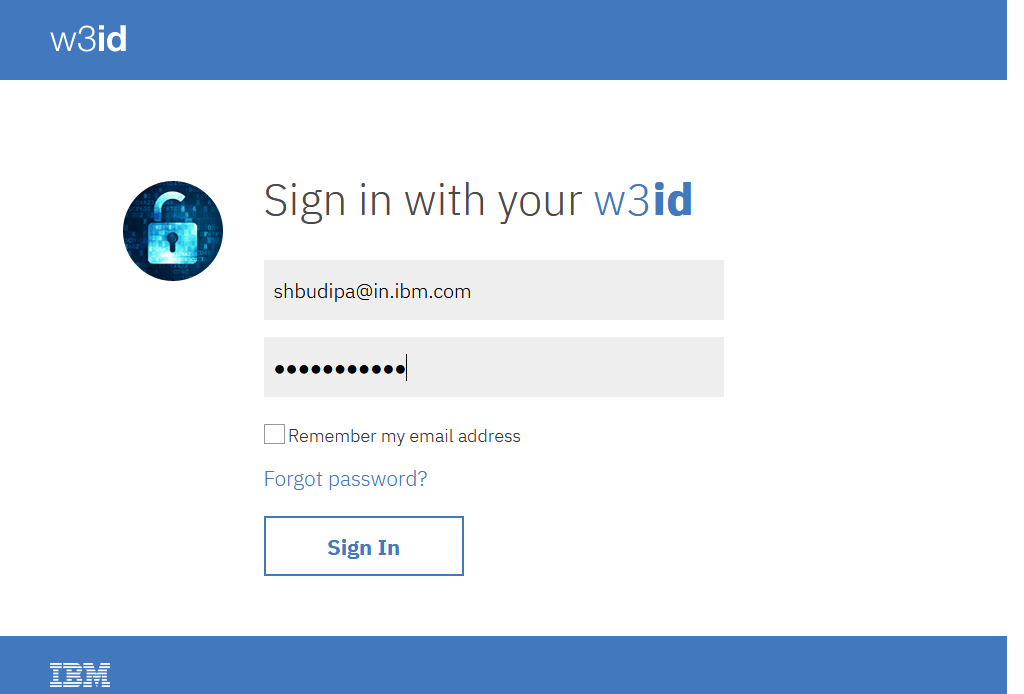 w3id
Sign in with your w3id
shbudipa@in.ibm.com
●●●●●●●●●●●
Remember my email address
Forgot password?
Sign In
IBM